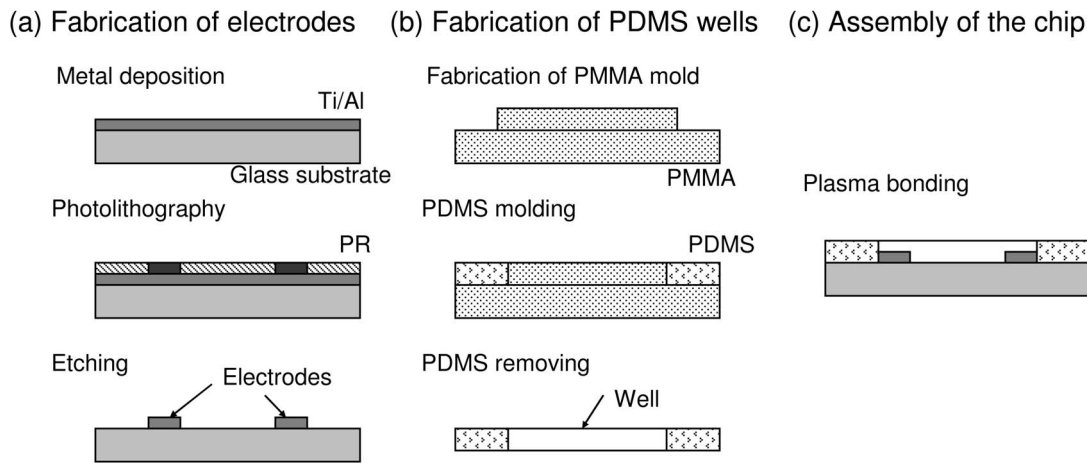 (a) Fabrication of electrodes
Metal deposition
Ti/Al
Glass substrate
Photolithography
PR
Etching
Electrodes
(b) Fabrication of PDMS wells
Fabrication of PMMA mold
PMMA
PDMS molding
PDMS
PDMS removing
Well
(c) Assembly of the chip
Plasma bonding